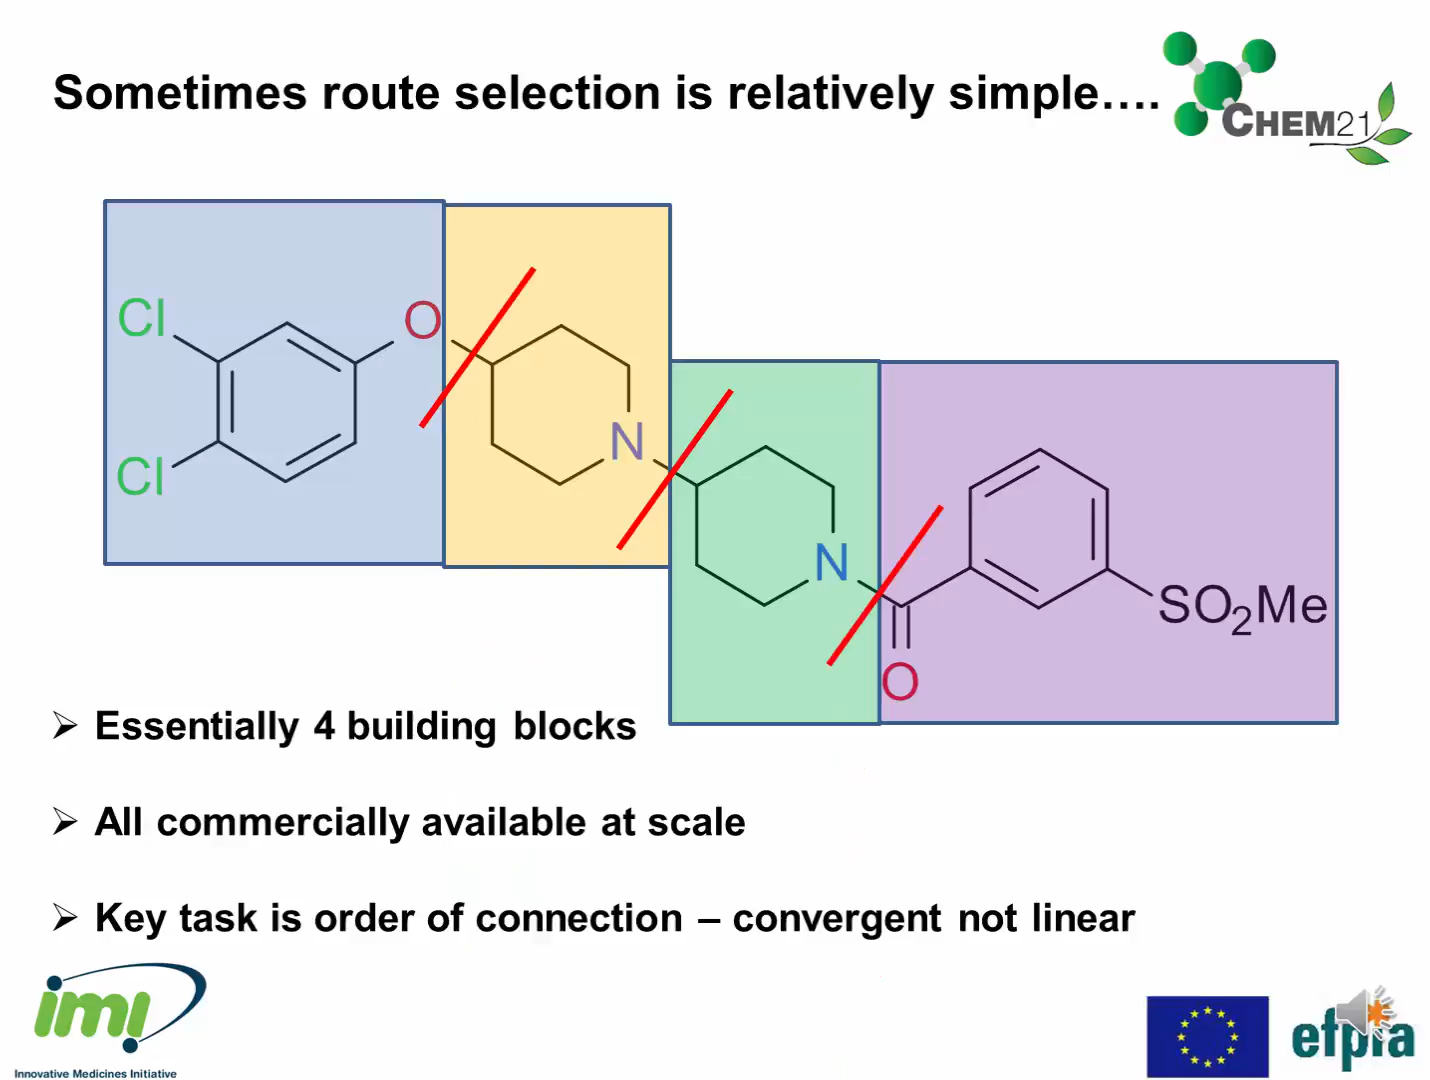 Sometimes route selection is relatively simple….
CHEM21
Cl
O
Cl
N
N
O
SO2Me
➢ Essentially 4 building blocks
➢ All commercially available at scale
➢ Key task is order of connection – convergent not linear
imi
Innovative Medicines Initiative
efpia